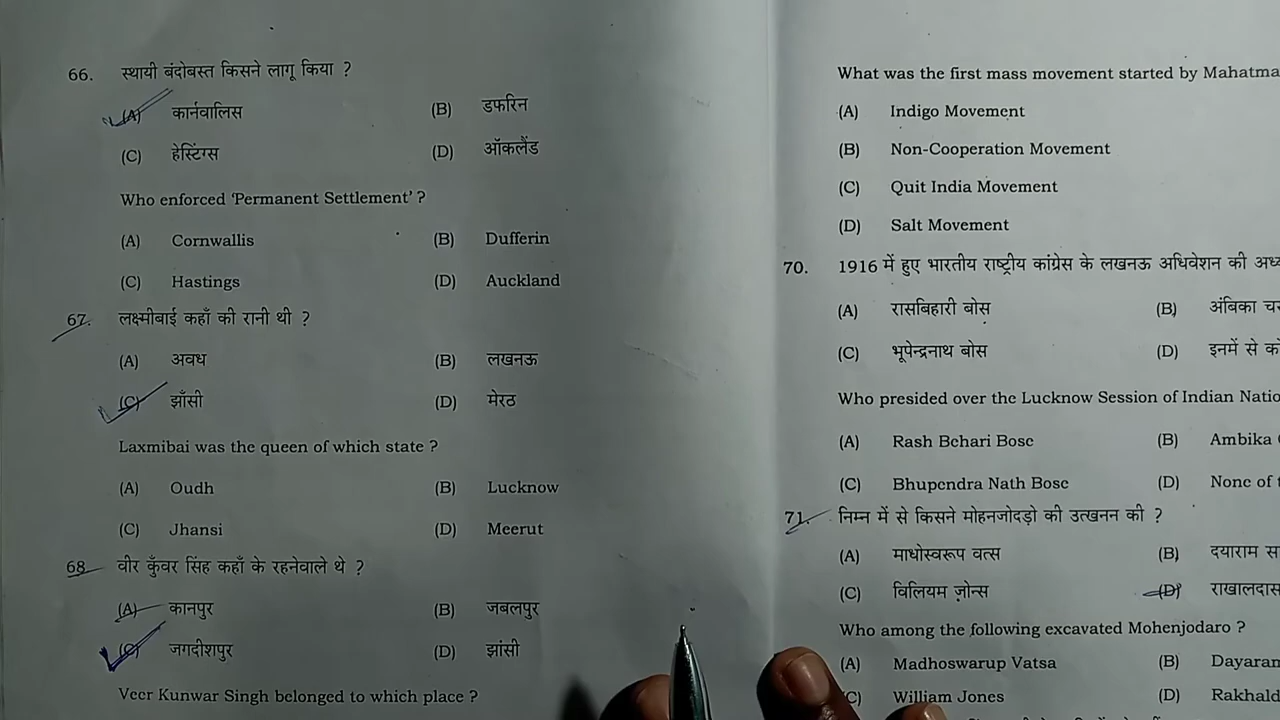 66. स्थायी बंदोबस्त किसने लागू किया ?
(A) कार्नवालिस (B) डफरिन
(C) हेस्टिंग्स (D) ऑकलैंड
Who enforced 'Permanent Settlement' ?
(A) Cornwallis (B) Dufferin
(C) Hastings (D) Auckland
67. लक्ष्मीबाई कहाँ की रानी थी ?
(A) अवध (B) लखनऊ
(C) झाँसी (D) मेरठ
Laxmibai was the queen of which state ?
(A) Oudh (B) Lucknow
(C) Jhansi (D) Meerut
68. वीर कुँवर सिंह कहाँ के रहनेवाले थे ?
(A) कानपुर (B) जबलपुर
(C) जगदीशपुर (D) झांसी
Veer Kunwar Singh belonged to which place ?
What was the first mass movement started by Mahatma
(A) Indigo Movement
(B) Non-Cooperation Movement
(C) Quit India Movement
(D) Salt Movement
70. 1916 में हुए भारतीय राष्ट्रीय कांग्रेस के लखनऊ अधिवेशन की
(A) रासबिहारी बोस (B) अंबिका
(C) भूपेन्द्रनाथ बोस (D) इनमें से
Who presided over the Lucknow Session of Indian
(A) Rash Behari Bose (B) Ambika
(C) Bhupendra Nath Bose (D) None of
71. निम्न में से किसने मोहनजोदड़ो की उत्खनन की ?
(A) माधोस्वरूप वत्स (B) दयाराम
(C) विलियम ज़ोन्स (D) राखालदास
Who among the following excavated Mohenjodaro ?
(A) Madhoswarup Vatsa (B) Dayaram
(C) William Jones (D) Rakhald